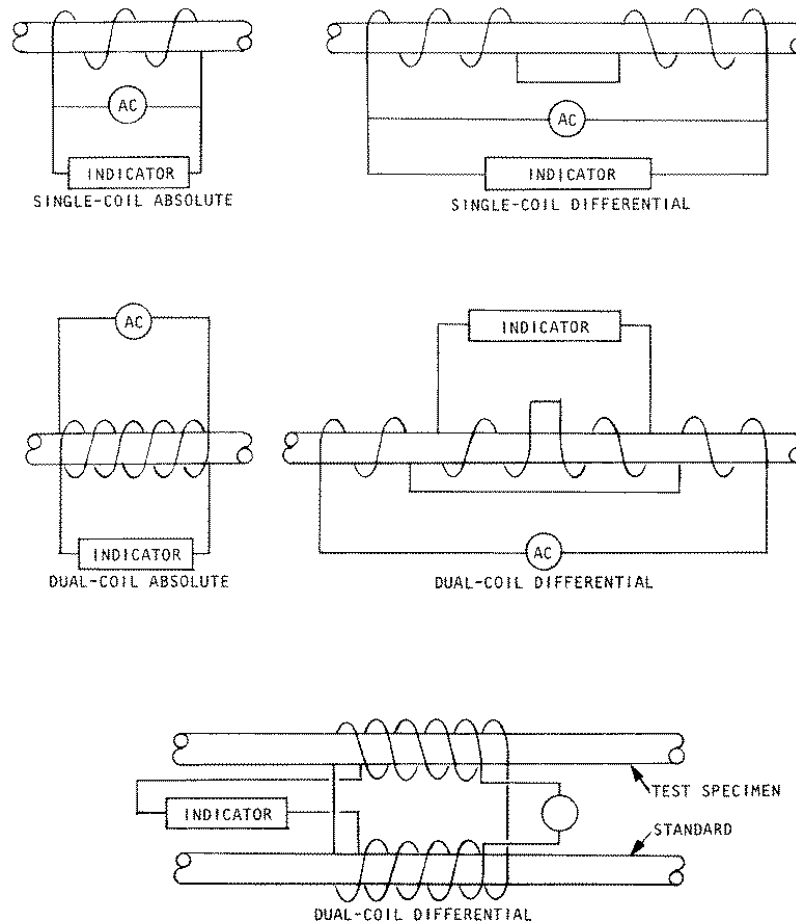 AC
INDICATOR
SINGLE-COIL ABSOLUTE
AC
INDICATOR
SINGLE-COIL DIFFERENTIAL
AC
INDICATOR
DUAL-COIL ABSOLUTE
INDICATOR
AC
DUAL-COIL DIFFERENTIAL
TEST SPECIMEN
INDICATOR
STANDARD
DUAL-COIL DIFFERENTIAL